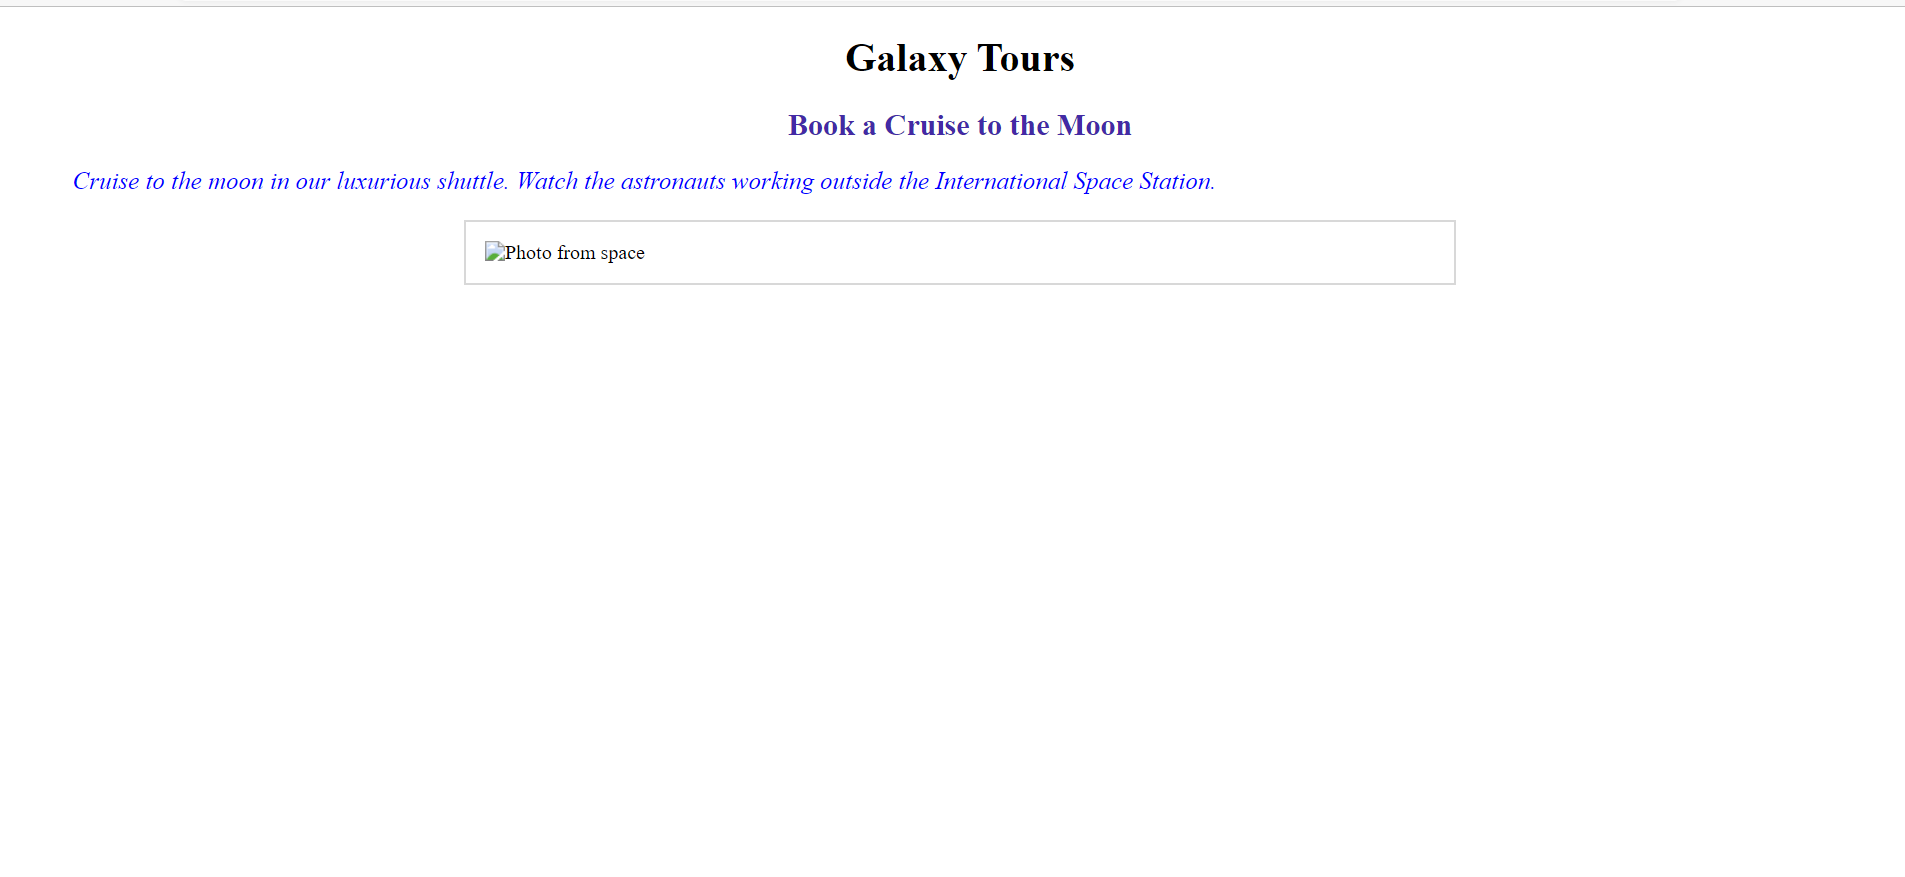 Galaxy Tours
Book a Cruise to the Moon
Cruise to the moon in our luxurious shuttle. Watch the astronauts working outside the International Space Station.
Photo from space